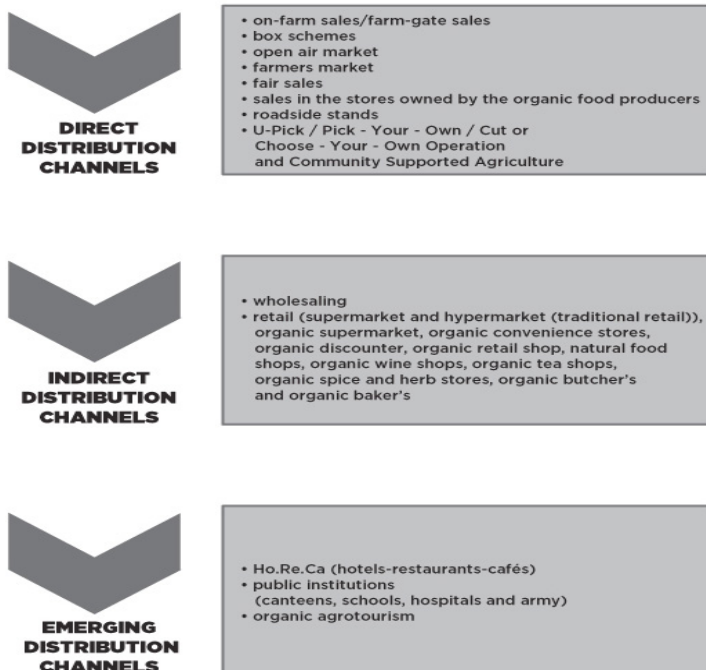 DIRECT
DISTRIBUTION
CHANNELS
• on-farm sales/farm-gate sales
• box schemes
• open air market
• farmers market
• fair sales
• sales in the stores owned by the organic food producers
• roadside stands
• U-Pick / Pick - Your - Own / Cut or
Choose - Your - Own Operation
and Community Supported Agriculture
INDIRECT
DISTRIBUTION
CHANNELS
• wholesaling
• retail (supermarket and hypermarket (traditional retail)),
organic supermarket, organic convenience stores,
organic discounter, organic retail shop, natural food
shops, organic wine shops, organic tea shops,
organic spice and herb stores, organic butcher's
and organic baker's
EMERGING
DISTRIBUTION
CHANNELS
• Ho.Re.Ca (hotels-restaurants-cafés)
• public institutions
(canteens, schools, hospitals and army)
• organic agrotourism